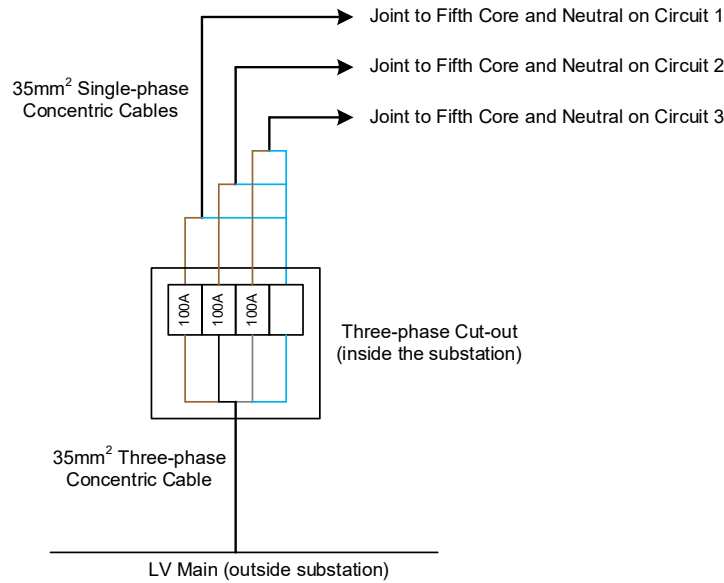 Joint to Fifth Core and Neutral on Circuit 1
35mm² Single-phase
Concentric Cables
Joint to Fifth Core and Neutral on Circuit 2
Joint to Fifth Core and Neutral on Circuit 3
100A
100A
100A
Three-phase Cut-out
(inside the substation)
35mm² Three-phase
Concentric Cable
LV Main (outside substation)